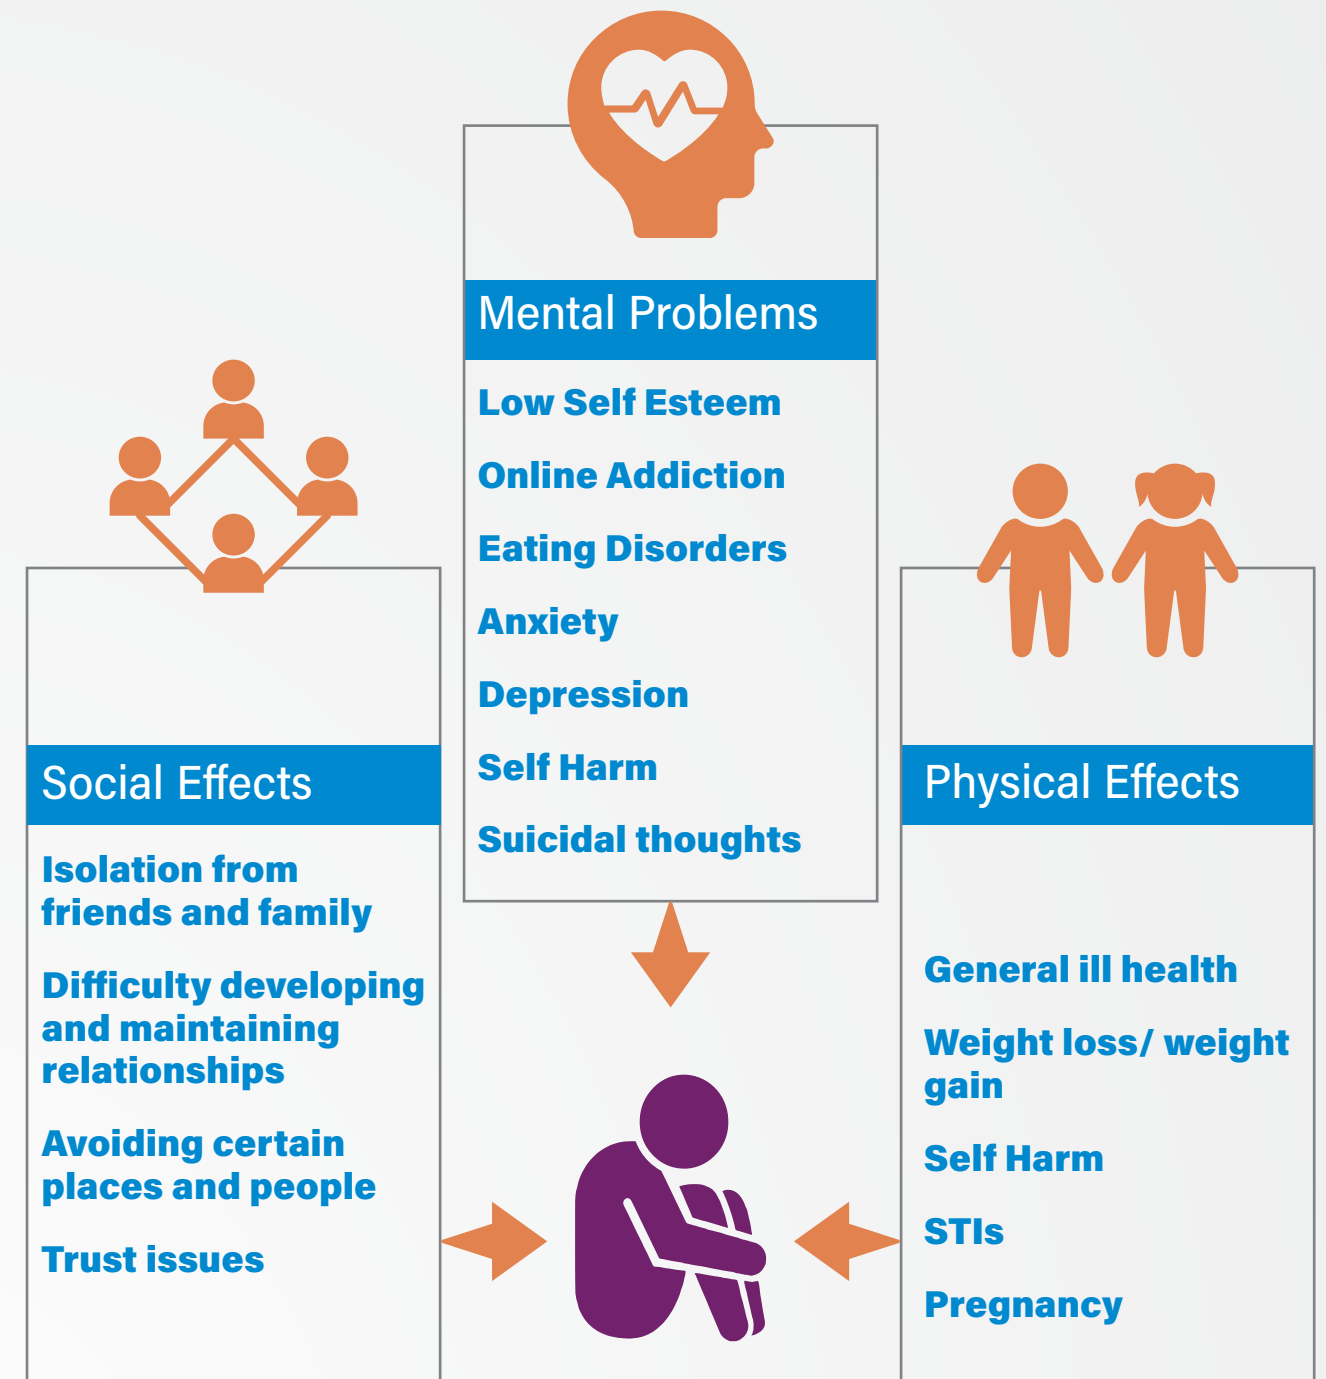 Mental Problems
Low Self Esteem
Online Addiction
Eating Disorders
Anxiety
Depression
Self Harm
Suicidal thoughts
Social Effects
Isolation from
friends and family
Difficulty developing
and maintaining
relationships
Avoiding certain
places and people
Trust issues
Physical Effects
General ill health
Weight loss/ weight
gain
Self Harm
STIs
Pregnancy